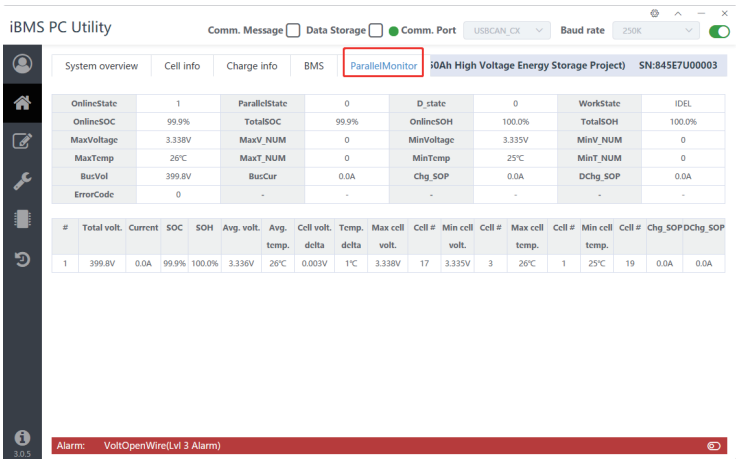 iBMS PC Utility
Comm. Message Data Storage Comm. Port USBCAN_CX Baud rate 250K
System overview Cell info Charge info BMS ParallelMonitor 50Ah High Voltage Energy Storage Project) SN:845E7U00003
OnlineState 1 ParallelState 0 D_state 0 WorkState IDEL
OnlineSOC 99.9% TotalSOC 99.9% OnlineSOH 100.0% TotalSOH 100.0%
MaxVoltage 3.338V MaxV_NUM 0 MinVoltage 3.335V MinV_NUM 0
MaxTemp 26℃ MaxT_NUM 0 MinTemp 25℃ MinT_NUM 0
BusVol 399.8V BusCur 0.0A Chg_SOP 0.0A DChg_SOP 0.0A
ErrorCode 0 - - - - - -
# Total volt. Current SOC SOH Avg. volt. Avg. Cell volt. Temp. Max cell Cell # Min cell Cell # Max cell Cell # Min cell Cell # Chg_SOP DChg_SOP
temp. delta delta volt. volt. temp. temp.
1 399.8V 0.0A 99.9% 100.0% 3.336V 26℃ 0.003V 1℃ 3.338V 17 3.335V 3 26℃ 1 25℃ 19 0.0A 0.0A
Alarm: VoltOpenWire(Lvl 3 Alarm)
3.0.5